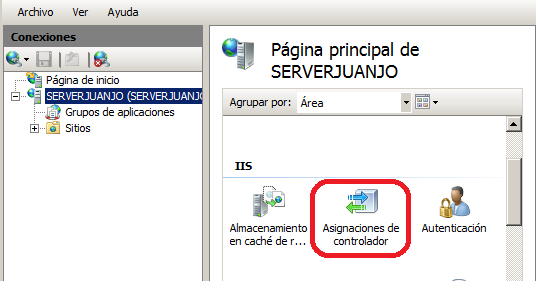 Archivo Ver Ayuda
Conexiones
Página de inicio
SERVERJUANJO (SERVERJUANJO
Grupos de aplicaciones
Sitios
Página principal de
SERVERJUANJO
Agrupar por: Área
IIS
Almacenamiento
en caché de r...
Asignaciones de
controlador
Autenticación